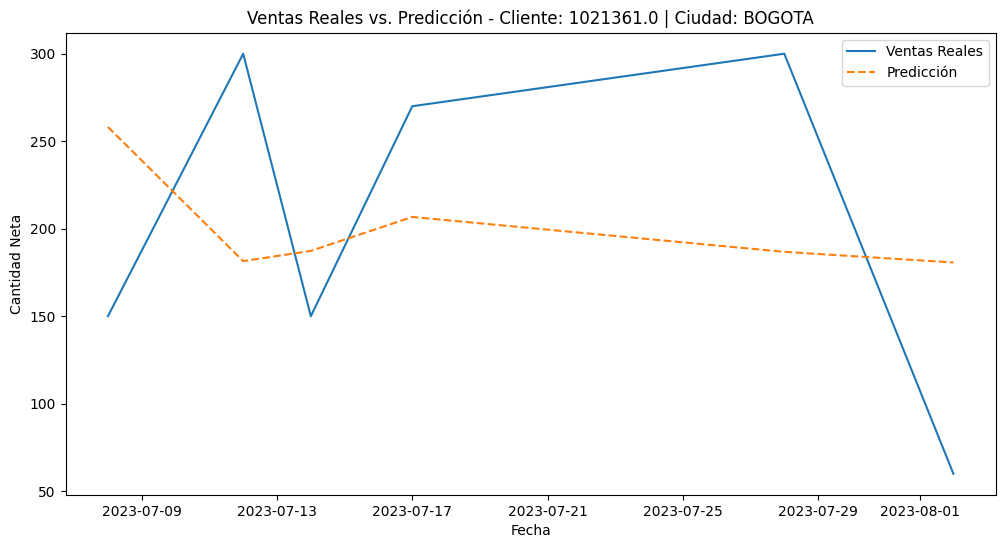 Ventas Reales vs. Predicción - Cliente: 1021361.0 | Ciudad: BOGOTA
Ventas Reales
Predicción
300
250
200
150
100
50
Cantidad Neta
2023-07-09 2023-07-13 2023-07-17 2023-07-21 2023-07-25 2023-07-29 2023-08-01
Fecha